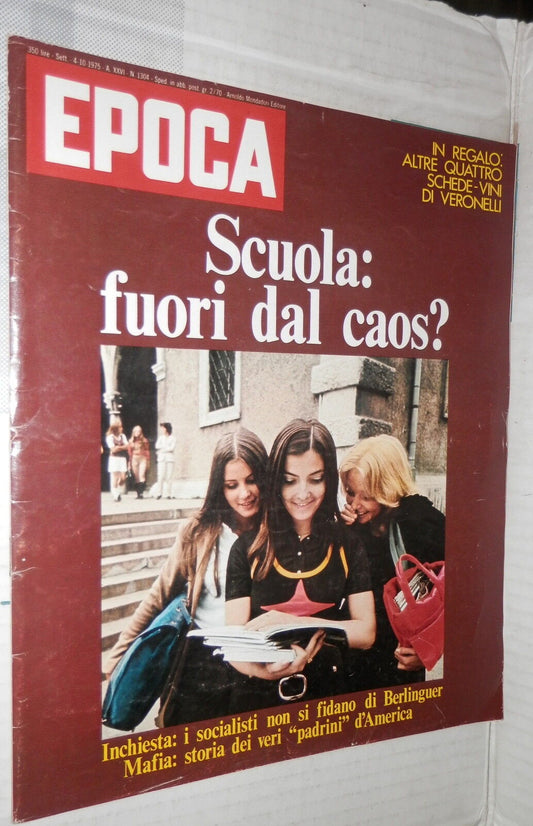 350 lire - Sett. - 4-10-1975 - A. XXVI - N. 1304 - Sped. in abb. post. gr. 2/70 - Arnoldo Mondadori Editore
EPOCA
IN REGALO:
ALTRE QUATTRO
SCHEDE-VINI
DI VERONELLI
Scuola:
fuori dal caos?
Inchiesta: i socialisti non si fidano di Berlinguer
Mafia: storia dei veri "padrini" d'America